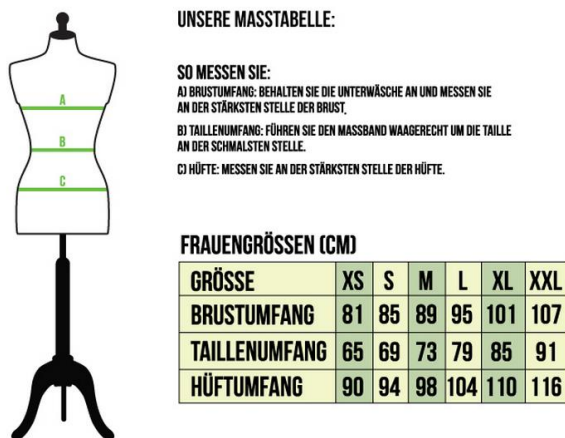 UNSERE MASSTABELLE:
SO MESSEN SIE:
A) BRUSTUMFANG: BEHALTEN SIE DIE UNTERWÄSCHE AN UND MESSEN SIE
AN DER STÄRKSTEN STELLE DER BRUST.
B) TAILLENUMFANG: FÜHREN SIE DEN MASSBAND WAAGERECHT UM DIE TAILLE
AN DER SCHMALSTEN STELLE.
C) HÜFTE: MESSEN SIE AN DER STÄRKSTEN STELLE DER HÜFTE.
A
B
C
FRAUENGRÖSSEN (CM)
GRÖSSE XS S M L XL XXL
BRUSTUMFANG 81 85 89 95 101 107
TAILLENUMFANG 65 69 73 79 85 91
HÜFTUMFANG 90 94 98 104 110 116